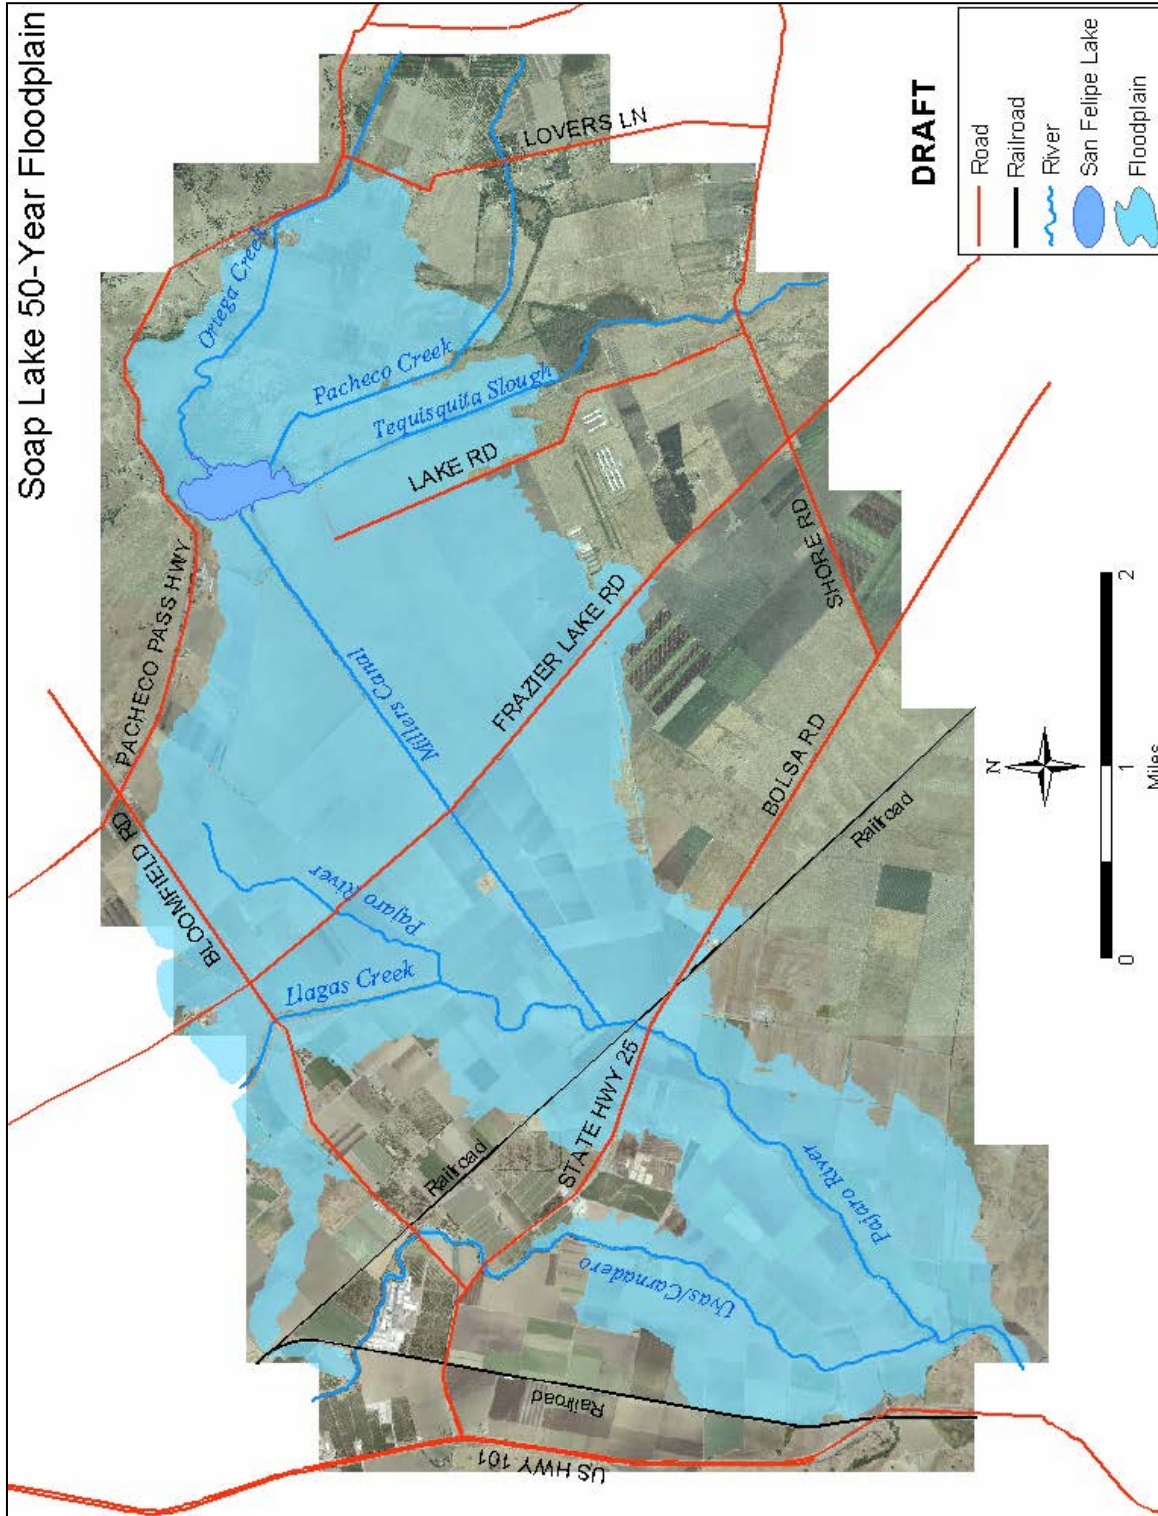 Soap Lake 50-Year Floodplain
Ortega Creek
Pacheco Creek
Tequisquita Slough
LOVERS LN
LAKE RD
PACHECO PASS HWY
BLOOMFIELD RD
Millers Canal
FRAZIER LAKE RD
SHORE RD
Pajaro River
Llagas Creek
BOLSA RD
Railroad
STATE HWY 25
Railroad
Pajaro River
Uvas/Carnadero
Railroad
US HWY 101
DRAFT
Road
Railroad
River
San Felipe Lake
Floodplain
N
0 1 2
Miles